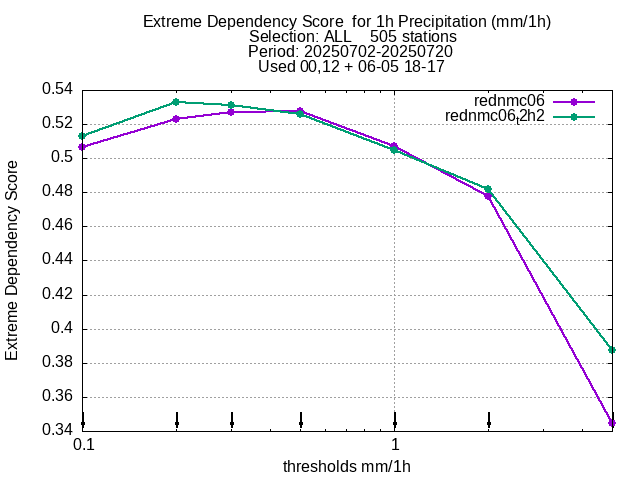 Extreme Dependency Score  for 1h Precipitation (mm/1h)
Selection: ALL    505 stations
Period: 20250702-20250720
Used 00,12 + 06-05 18-17
rednmc06
rednmc06,2h2
Extreme Dependency Score
0.54
0.52
0.5
0.48
0.46
0.44
0.42
0.4
0.38
0.36
0.34
0.1
1
thresholds mm/1h